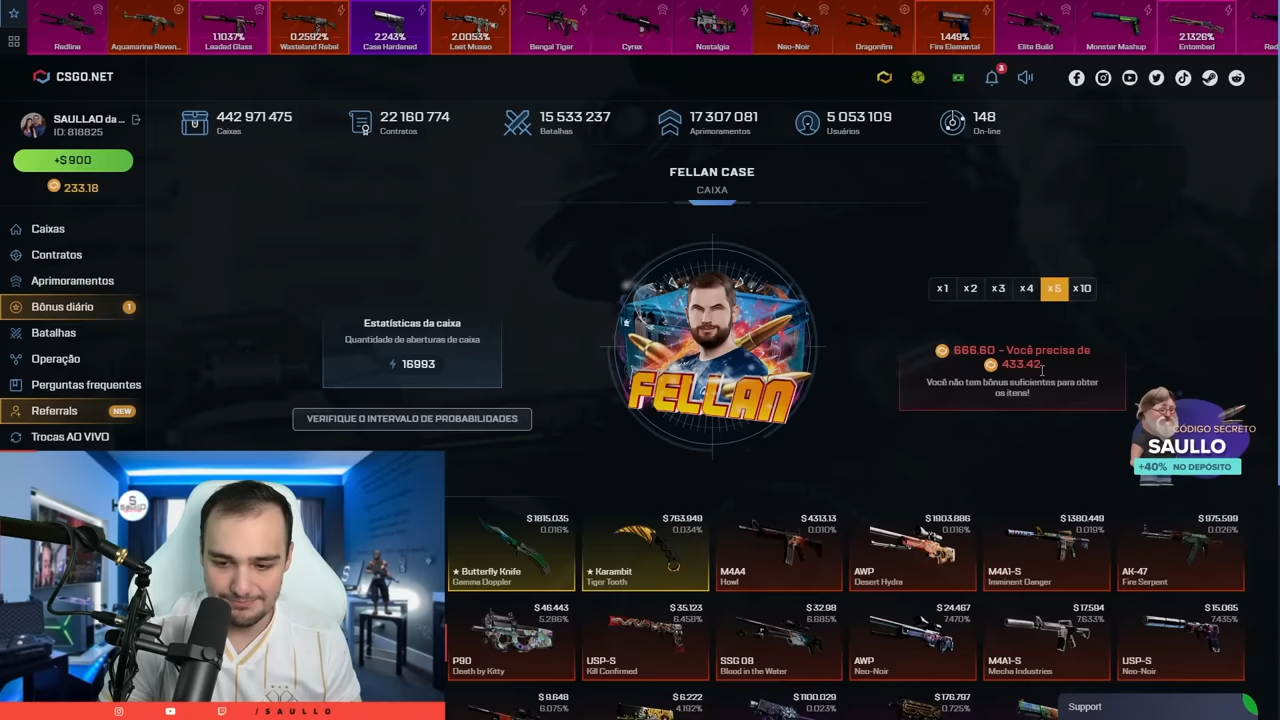 1.1037%
0.2592%
2.243%
2.0053%
1.449%
2.1326%
Redline
Aquamarine Reven...
Leaded Glass
Wasteland Rebel
Case Hardened
Leet Museo
Bengal Tiger
Cyrex
Nostalgia
Neo-Noir
Dragonfire
Fire Elemental
Elite Build
Monster Mashup
Entombed
Red
CSGO.NET
3
SAULLAO da ...
ID: 818825
+$ 900
233.18
442 971 475
Caixas
22 160 774
Contratos
15 533 237
Batalhas
17 307 081
Aprimoramentos
5 053 109
Usuários
148
On-line
Caixas
Contratos
Aprimoramentos
Bônus diário
1
Batalhas
Operação
Perguntas frequentes
Referrals
NEW
Trocas AO VIVO
FELLAN CASE
CAIXA
Estatísticas da caixa
Quantidade de aberturas de caixa
16993
VERIFIQUE O INTERVALO DE PROBABILIDADES
FELLAN
x1
x2
x3
x4
x5
x10
666.60 - Você precisa de
433.42
Você não tem bônus suficientes para obter
os itens!
CÓDIGO SECRETO
SAULLO
+40% NO DEPÓSITO
$ 1815.035
0.016%
★ Butterfly Knife
Gamma Doppler
$ 763.949
0.034%
★ Karambit
Tiger Tooth
$ 4313.13
0.010%
M4A4
Howl
$ 1903.886
0.016%
AWP
Desert Hydra
$ 1380.449
0.019%
M4A1-S
Imminent Danger
$ 975.599
0.026%
AK-47
Fire Serpent
$ 46.443
5.286%
P90
Death by Kitty
$ 35.123
6.458%
USP-S
Kill Confirmed
$ 32.98
6.685%
SSG 08
Blood in the Water
$ 24.467
7.470%
AWP
Neo-Noir
$ 17.594
7.633%
M4A1-S
Mecha Industries
$ 15.065
7.435%
USP-S
Neo-Noir
$ 9.648
6.075%
$ 6.222
4.192%
$ 1100.029
0.023%
$ 176.797
0.725%
Support
/SAULLO